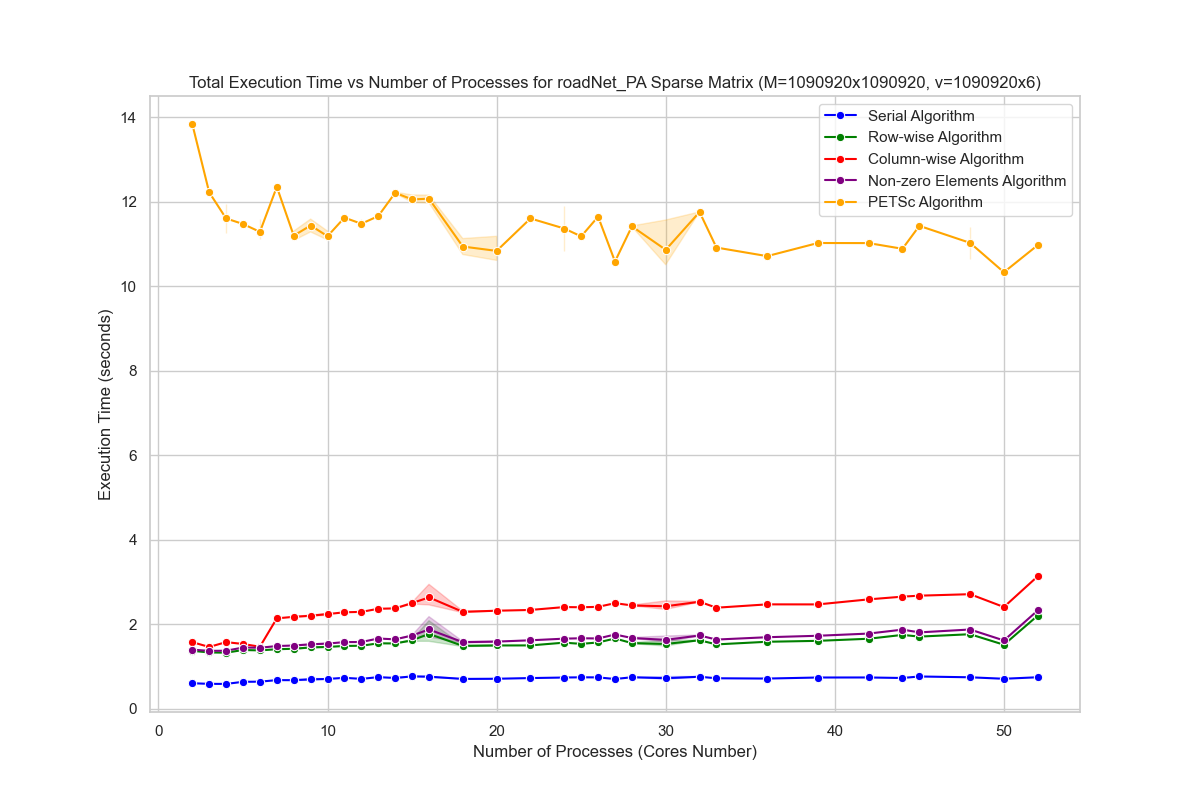 Total Execution Time vs Number of Processes for roadNet_PA Sparse Matrix (M=1090920x1090920, v=1090920x6)
Serial Algorithm
Row-wise Algorithm
Column-wise Algorithm
Non-zero Elements Algorithm
PETSc Algorithm
Execution Time (seconds)
14
12
10
8
6
4
2
0
0 10 20 30 40 50
Number of Processes (Cores Number)